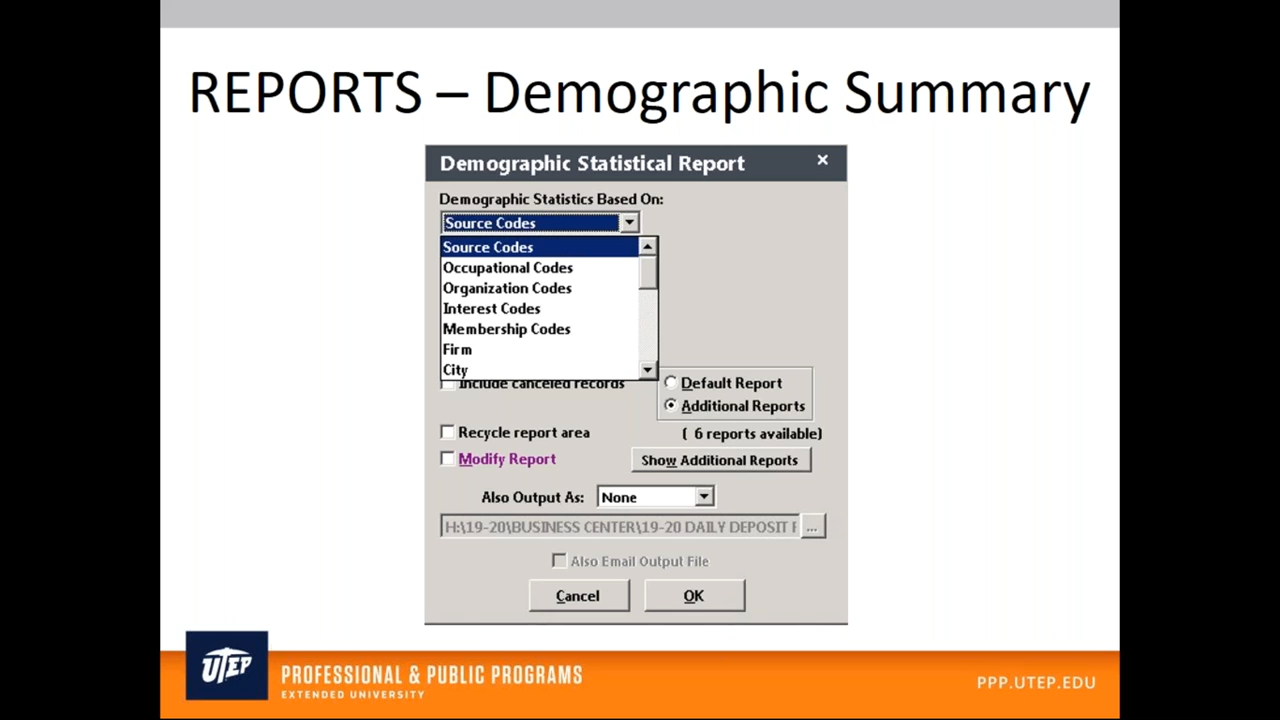 REPORTS – Demographic Summary
Demographic Statistical Report
Demographic Statistics Based On:
Source Codes
Source Codes
Occupational Codes
Organization Codes
Interest Codes
Membership Codes
Firm
City
Include canceled records
Default Report
Additional Reports
Recycle report area
( 6 reports available)
Modify Report
Show Additional Reports
Also Output As: None
H:\19-20\BUSINESS CENTER\19-20 DAILY DEPOSIT
...
Also Email Output File
Cancel OK
UTEP
PROFESSIONAL & PUBLIC PROGRAMS
EXTENDED UNIVERSITY
PPP.UTEP.EDU